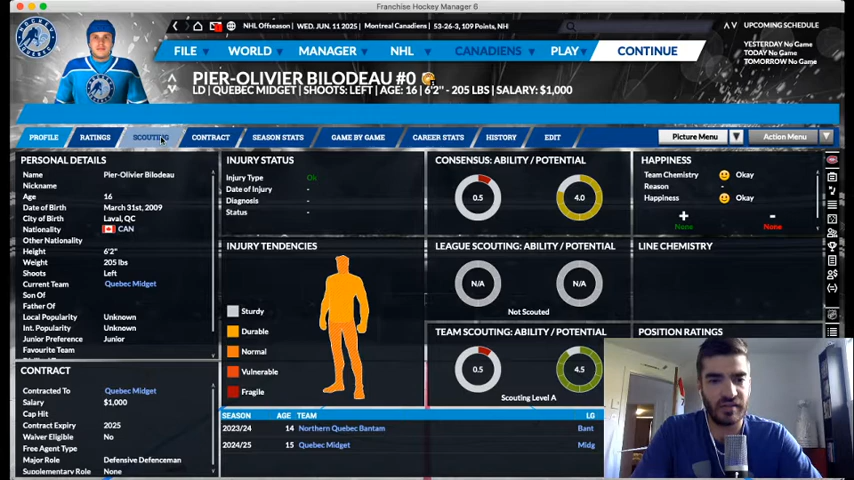 Franchise Hockey Manager 6
NHL Offseason | WED. JUN. 11 2025 | Montreal Canadiens | 53-26-3, 109 Points, NHL
UPCOMING SCHEDULE
YESTERDAY No Game
TODAY No Game
TOMORROW No Game
FILE WORLD MANAGER NHL CANADIENS PLAY CONTINUE
PIER-OLIVIER BILODEAU #0
LD | QUEBEC MIDGET | SHOOTS: LEFT | AGE: 16 | 6'2" - 205 LBS | SALARY: $1,000
PROFILE RATINGS SCOUTING CONTRACT SEASON STATS GAME BY GAME CAREER STATS HISTORY EDIT Picture Menu Action Menu
PERSONAL DETAILS
Name Pier-Olivier Bilodeau
Nickname
Age 16
Date of Birth March 31st, 2009
City of Birth Laval, QC
Nationality CAN
Other Nationality
Height 6'2"
Weight 205 lbs
Shoots Left
Current Team Quebec Midget
Son Of
Father Of
Local Popularity Unknown
Int. Popularity Unknown
Junior Preference Junior
Favourite Team
CONTRACT
Contracted To Quebec Midget
Salary $1,000
Cap Hit
Contract Expiry 2025
Waiver Eligible No
Free Agent Type
Major Role Defensive Defenceman
Supplementary Role None
INJURY STATUS
Injury Type Ok
Date of Injury -
Diagnosis -
Status -
INJURY TENDENCIES
Sturdy
Durable
Normal
Vulnerable
Fragile
SEASON AGE TEAM LG
2023/24 14 Northern Quebec Bantam Bant
2024/25 15 Quebec Midget Midg
CONSENSUS: ABILITY / POTENTIAL
0.5 4.0
LEAGUE SCOUTING: ABILITY / POTENTIAL
N/A N/A
Not Scouted
TEAM SCOUTING: ABILITY / POTENTIAL
0.5 4.5
Scouting Level A
HAPPINESS
Team Chemistry Okay
Reason -
Happiness Okay
+ -
None None
LINE CHEMISTRY
POSITION RATINGS